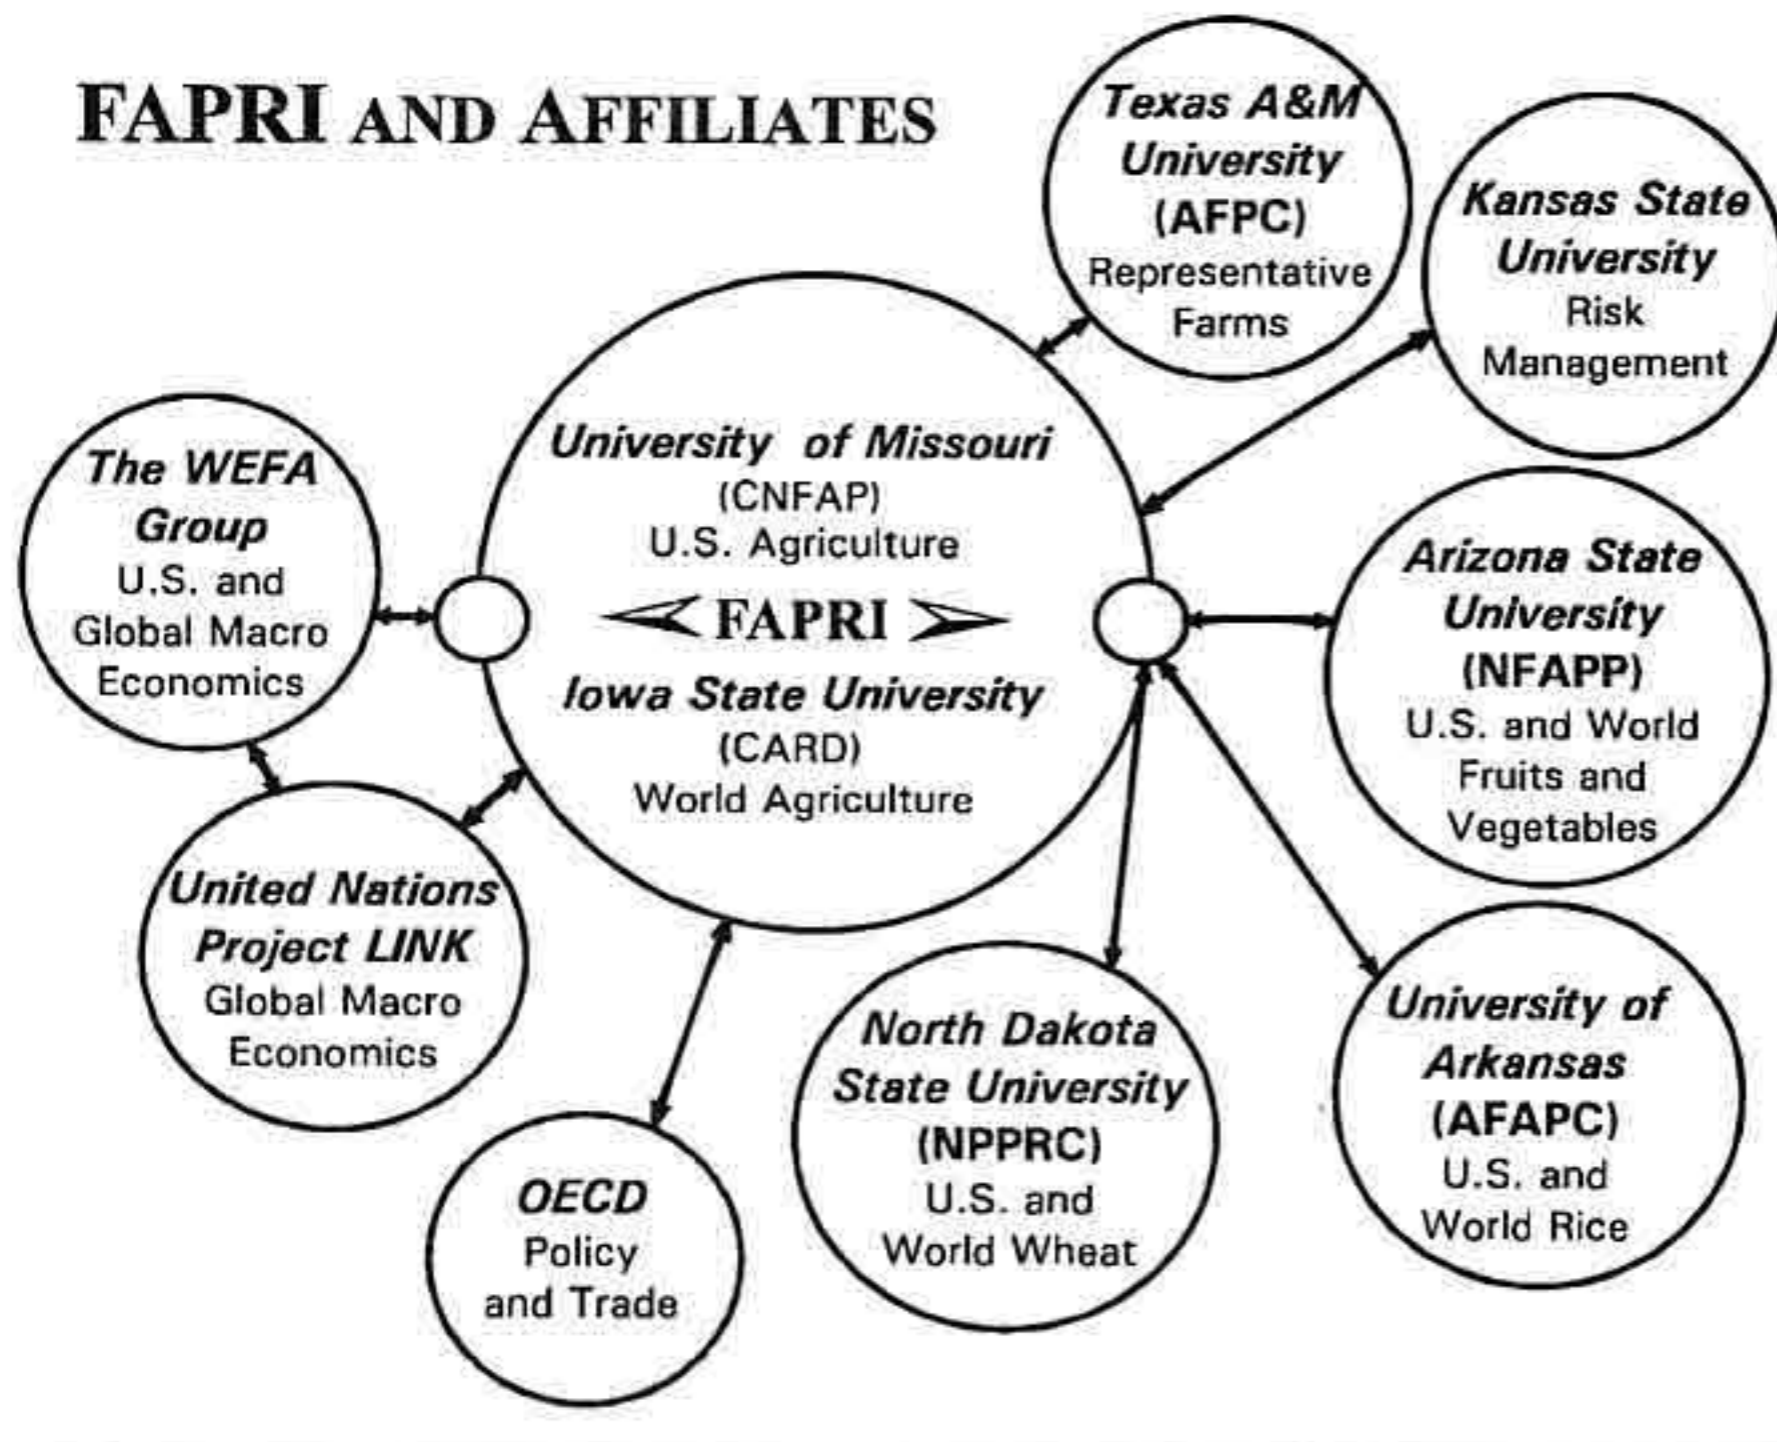 FAPRI AND AFFILIATES
Texas A&M
University
(AFPC)
Representative
Farms
Kansas State
University
Risk
Management
University of Missouri
(CNFAP)
U.S. Agriculture
FAPRI
Iowa State University
(CARD)
World Agriculture
The WEFA
Group
U.S. and
Global Macro
Economics
Arizona State
University
(NFAPP)
U.S. and World
Fruits and
Vegetables
United Nations
Project LINK
Global Macro
Economics
OECD
Policy
and Trade
North Dakota
State University
(NPPRC)
U.S. and
World Wheat
University of
Arkansas
(AFAPC)
U.S. and
World Rice